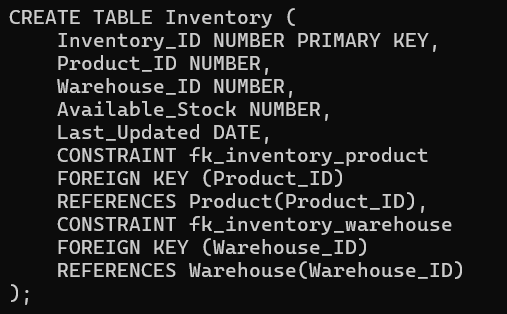 CREATE TABLE Inventory (
    Inventory_ID NUMBER PRIMARY KEY,
    Product_ID NUMBER,
    Warehouse_ID NUMBER,
    Available_Stock NUMBER,
    Last_Updated DATE,
    CONSTRAINT fk_inventory_product
    FOREIGN KEY (Product_ID)
    REFERENCES Product(Product_ID),
    CONSTRAINT fk_inventory_warehouse
    FOREIGN KEY (Warehouse_ID)
    REFERENCES Warehouse(Warehouse_ID)
);